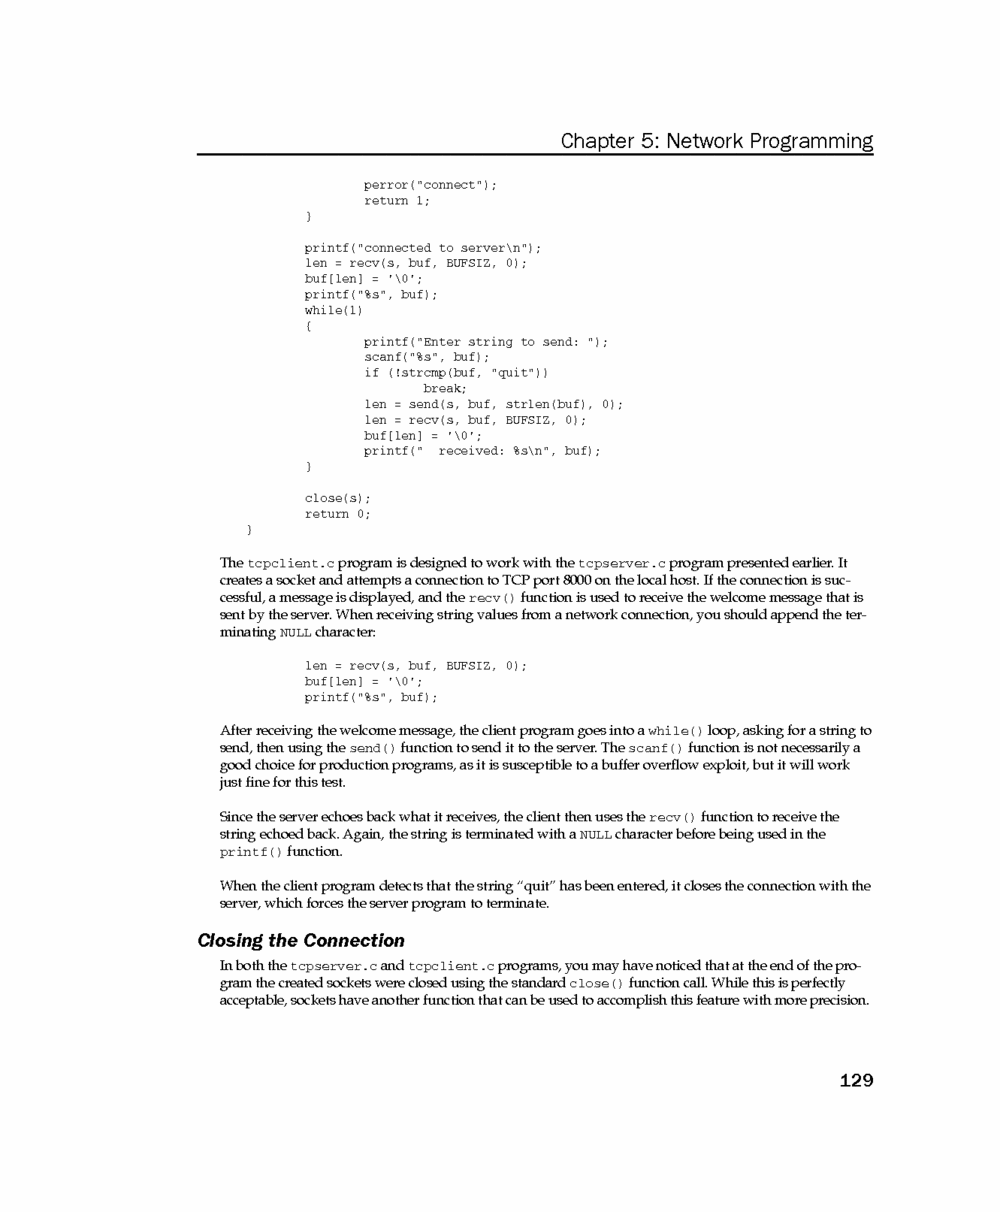 Chapter 5: Network Programming
perror("connect");
return 1;
}
printf("connected to server\n");
len = recv(s, buf, BUFSIZ, 0);
buf[len] = '\0';
printf("%s", buf);
while(1)
{
printf("Enter string to send: ");
scanf("%s", buf);
if (!strcmp(buf, "quit"))
break;
len = send(s, buf, strlen(buf), 0);
len = recv(s, buf, BUFSIZ, 0);
buf[len] = '\0';
printf("  received: %s\n", buf);
}
close(s);
return 0;
}
The tcpclient.c program is designed to work with the tcpserver.c program presented earlier. It
creates a socket and attempts a connection to TCP port 8000 on the local host. If the connection is suc-
cessful, a message is displayed, and the recv() function is used to receive the welcome message that is
sent by the server. When receiving string values from a network connection, you should append the ter-
minating NULL character:
len = recv(s, buf, BUFSIZ, 0);
buf[len] = '\0';
printf("%s", buf);
After receiving the welcome message, the client program goes into a while() loop, asking for a string to
send, then using the send() function to send it to the server. The scanf() function is not necessarily a
good choice for production programs, as it is susceptible to a buffer overflow exploit, but it will work
just fine for this test.
Since the server echoes back what it receives, the client then uses the recv() function to receive the
string echoed back. Again, the string is terminated with a NULL character before being used in the
printf() function.
When the client program detects that the string “quit” has been entered, it closes the connection with the
server, which forces the server program to terminate.
Closing the Connection
In both the tcpserver.c and tcpclient.c programs, you may have noticed that at the end of the pro-
gram the created sockets were closed using the standard close() function call. While this is perfectly
acceptable, sockets have another function that can be used to accomplish this feature with more precision.
129